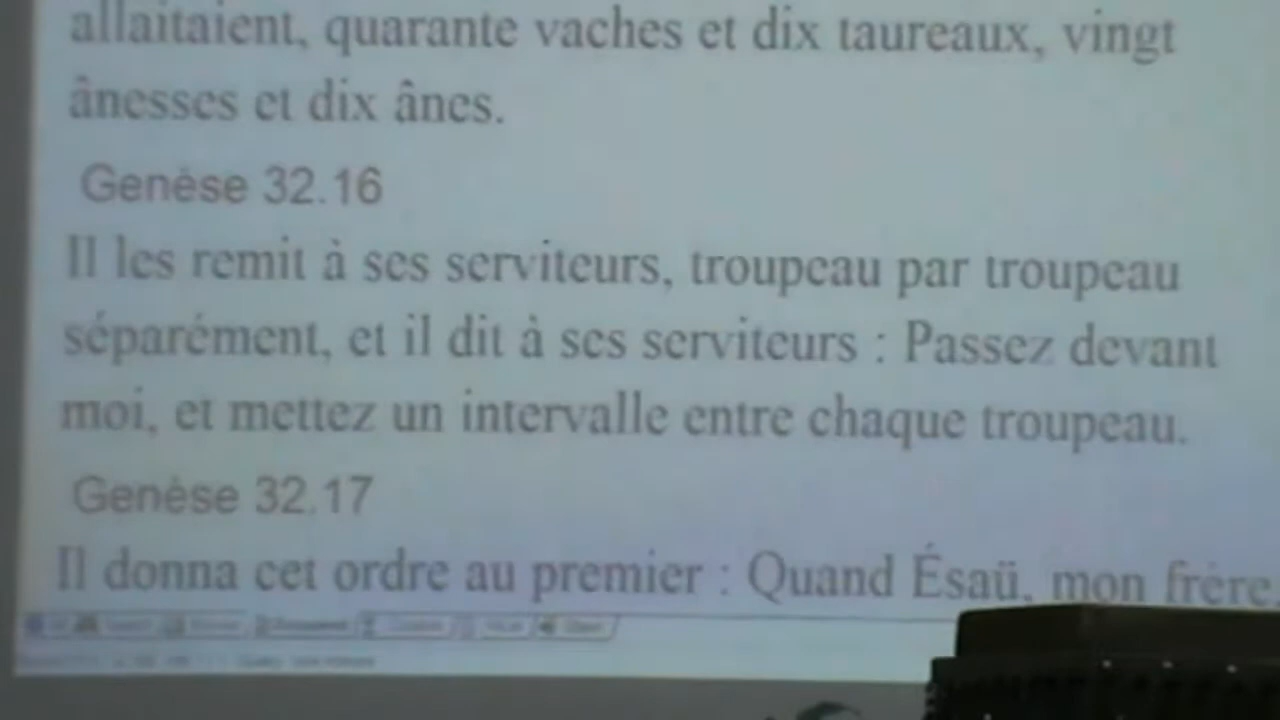 allaitaient, quarante vaches et dix taureaux, vingt
ânesses et dix ânes.
Genèse 32.16
Il les remit à ses serviteurs, troupeau par troupeau
séparément, et il dit à ses serviteurs : Passez devant
moi, et mettez un intervalle entre chaque troupeau.
Genèse 32.17
Il donna cet ordre au premier : Quand Ésaü, mon frère,